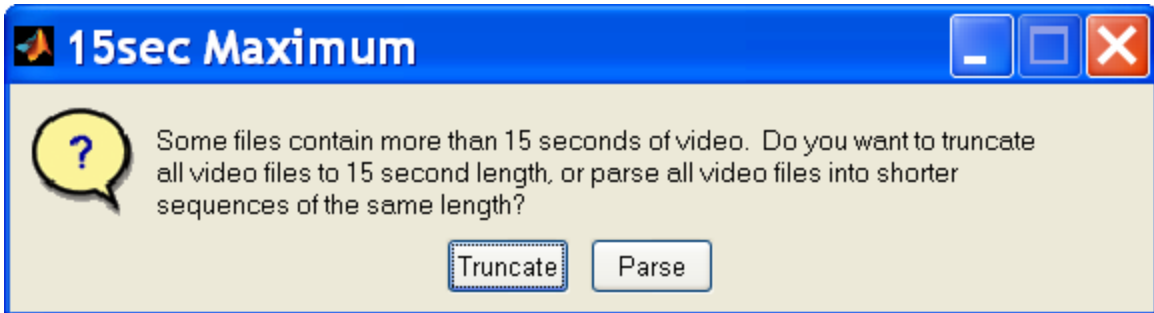 15sec Maximum
?
Some files contain more than 15 seconds of video.  Do you want to truncate
all video files to 15 second length, or parse all video files into shorter
sequences of the same length?
Truncate Parse